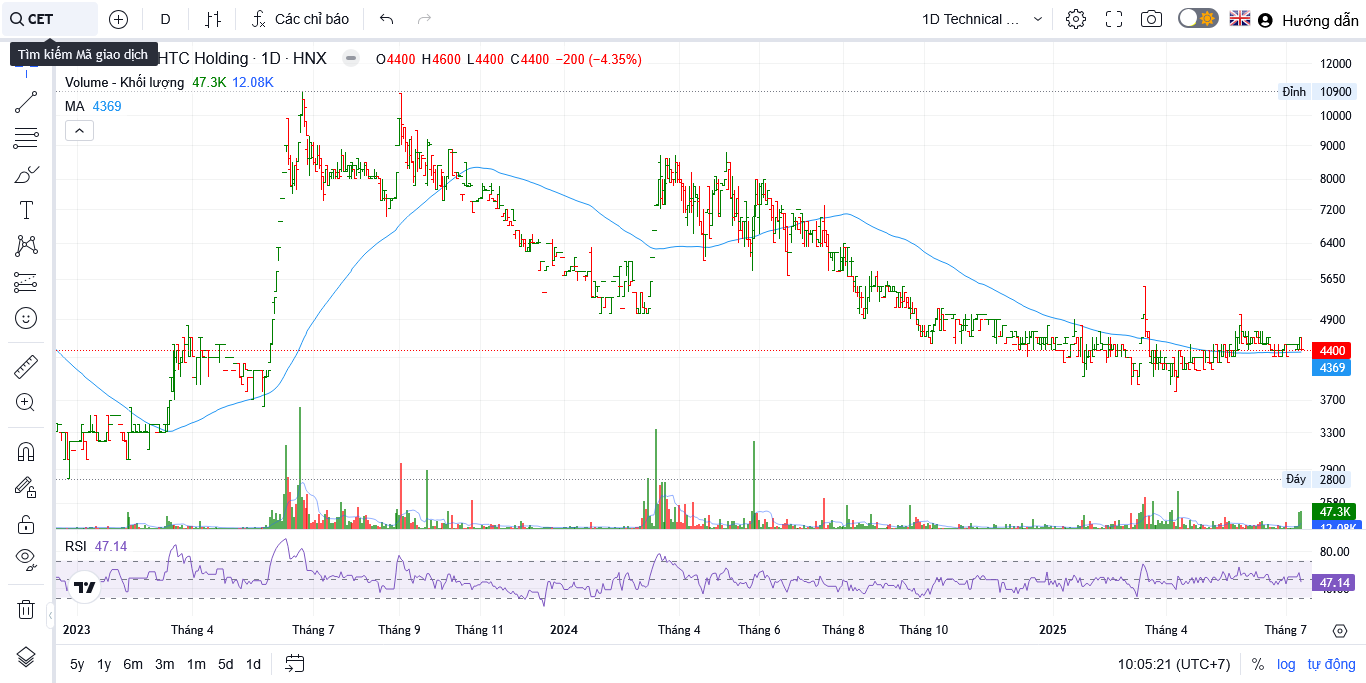 CET
D
Các chỉ báo
1D Technical ...
Hướng dẫn
Tìm kiếm Mã giao dịch
HTC Holding · 1D · HNX
O4400 H4600 L4400 C4400 −200 (−4.35%)
Volume - Khối lượng 47.3K 12.08K
MA 4369
12000
Đỉnh 10900
10000
9000
8000
7200
6400
5650
4900
4400
4369
3700
3300
2900
Đáy 2800
2580
47.3K
12.08K
RSI 47.14
80.00
47.14
2023
Tháng 4
Tháng 7
Tháng 9
Tháng 11
2024
Tháng 4
Tháng 6
Tháng 8
Tháng 10
2025
Tháng 4
Tháng 7
5y 1y 6m 3m 1m 5d 1d
10:05:21 (UTC+7)
% log tự động